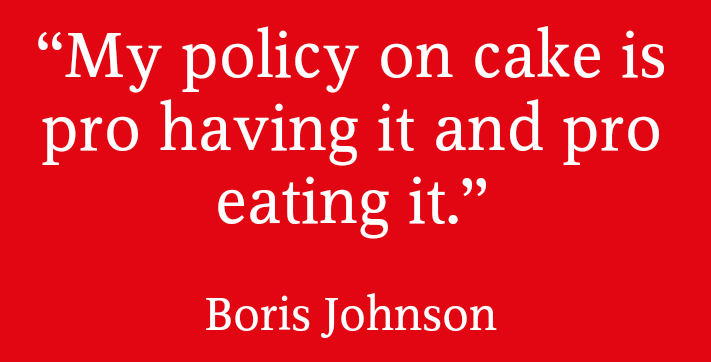 “My policy on cake is
pro having it and pro
eating it.”
Boris Johnson